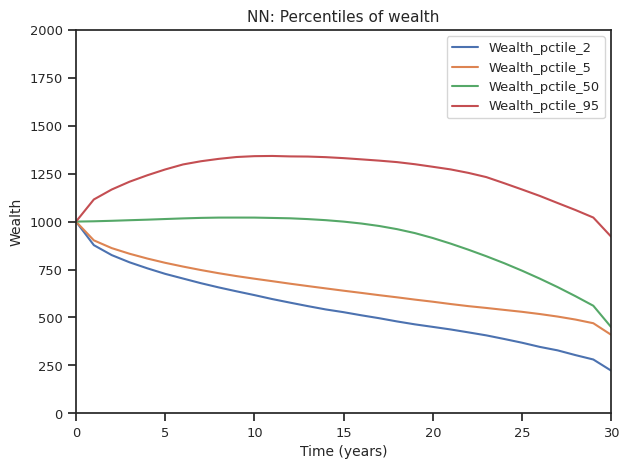 NN: Percentiles of wealth
2000
1750
1500
1250
1000
750
500
250
0
Wealth
Wealth_pctile_2
Wealth_pctile_5
Wealth_pctile_50
Wealth_pctile_95
0 5 10 15 20 25 30
Time (years)